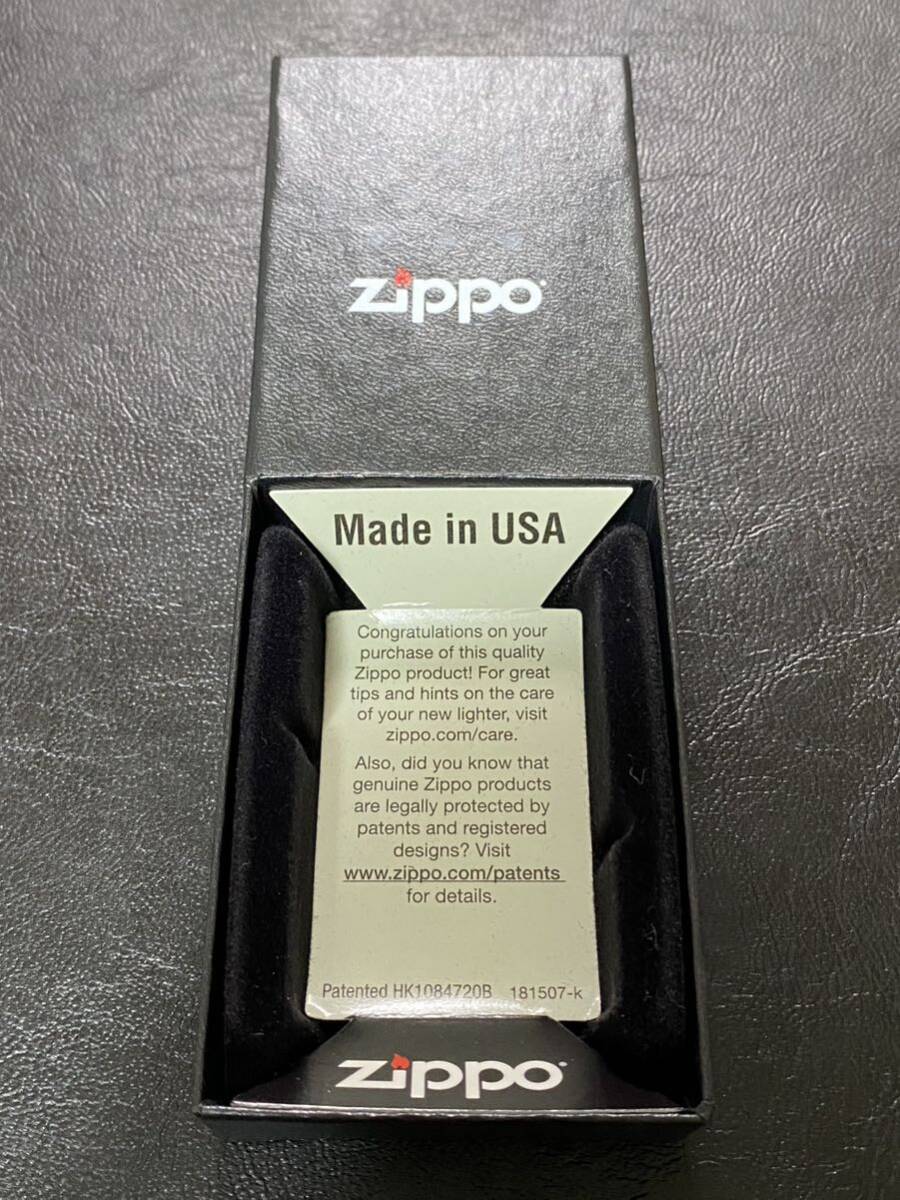 zippo
Made in USA
Congratulations on your
purchase of this quality
Zippo product! For great
tips and hints on the care
of your new lighter, visit
zippo.com/care.
Also, did you know that
genuine Zippo products
are legally protected by
patents and registered
designs? Visit
www.zippo.com/patents
for details.
Patented HK1084720B 181507-k
zippo